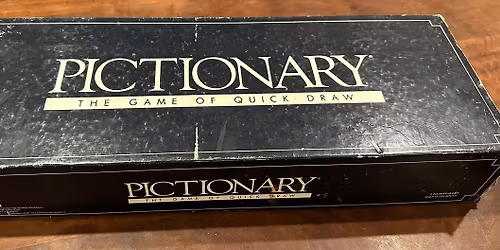 PICTIONARY
THE GAME OF QUICK DRAW
PICTIONARY
THE GAME OF QUICK DRAW